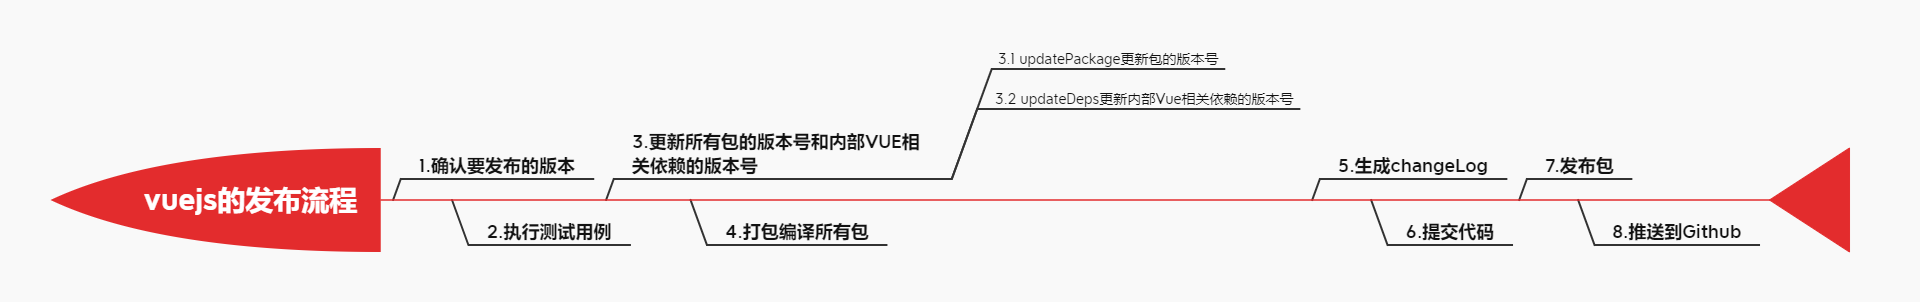 vuejs的发布流程
1.确认要发布的版本
2.执行测试用例
3.更新所有包的版本号和内部VUE相
关依赖的版本号
3.1 updatePackage更新包的版本号
3.2 updateDeps更新内部Vue相关依赖的版本号
4.打包编译所有包
5.生成changeLog
6.提交代码
7.发布包
8.推送到Github